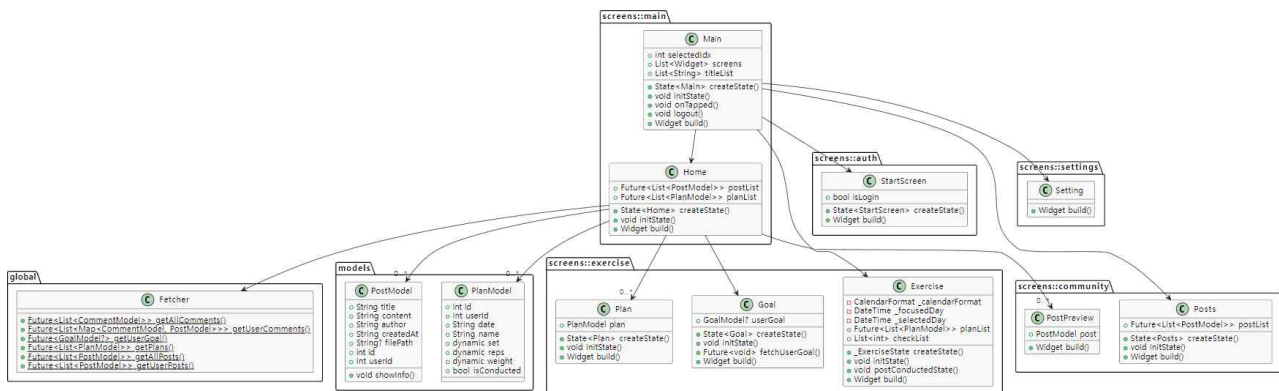 screens::main
C Main
int selectedIdx
List<Widget> screens
List<String> titleList
State<Main> createState()
void initState()
void onTapped()
void logout()
Widget build()
C Home
Future<List<PostModel>> postList
Future<List<PlanModel>> planList
State<Home> createState()
void initState()
Widget build()
screens::auth
C StartScreen
bool isLogin
State<StartScreen> createState()
Widget build()
screens::settings
C Setting
Widget build()
global
C Fetcher
Future<List<CommentModel>> getAllComments()
Future<List<Map<CommentModel, PostModel>>> getUserComments()
Future<GoalModel?> getUserGoal()
Future<List<PlanModel>> getPlans()
Future<List<PostModel>> getAllPosts()
Future<List<PostModel>> getUserPosts()
models
0..*
C PostModel
String title
String content
String author
String createdAt
String? filePath
int id
int userId
void showInfo()
0..*
C PlanModel
int id
int userId
String date
String name
dynamic set
dynamic reps
dynamic weight
bool isConducted
screens::exercise
0..*
C Plan
PlanModel plan
State<Plan> createState()
void initState()
Widget build()
C Goal
GoalModel? userGoal
State<Goal> createState()
void initState()
Future<void> fetchUserGoal()
Widget build()
C Exercise
CalendarFormat _calendarFormat
DateTime _focusedDay
DateTime _selectedDay
Future<List<PlanModel>> planList
List<int> checkList
_ExerciseState createState()
void initState()
void postConductedState()
Widget build()
screens::community
0..*
C PostPreview
PostModel post
Widget build()
C Posts
Future<List<PostModel>> postList
State<Posts> createState()
Widget build()